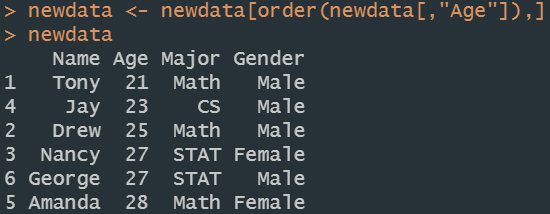 > newdata <- newdata[order(newdata[,"Age"]),]
> newdata
    Name Age Major Gender
1   Tony  21  Math   Male
4    Jay  23    CS   Male
2   Drew  25  Math   Male
3  Nancy  27  STAT Female
6 George  27  STAT   Male
5 Amanda  28  Math Female